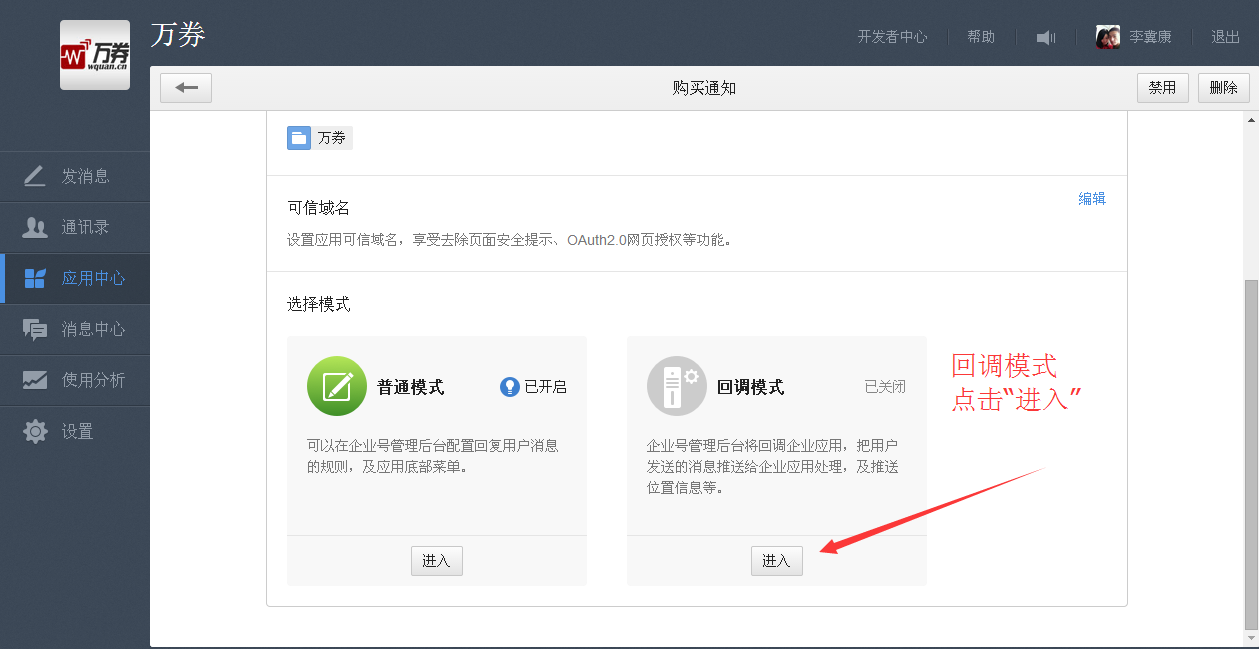 万券
万券
wquan.cn
开发者中心
帮助
李冀康
退出
购买通知
禁用
删除
发消息
通讯录
应用中心
消息中心
使用分析
设置
万券
可信域名
编辑
设置应用可信域名，享受去除页面安全提示、OAuth2.0网页授权等功能。
选择模式
普通模式
已开启
可以在企业号管理后台配置回复用户消息
的规则，及应用底部菜单。
进入
回调模式
已关闭
企业号管理后台将回调企业应用，把用户
发送的消息推送给企业应用处理，及推送
位置信息等。
进入
回调模式
点击“进入”